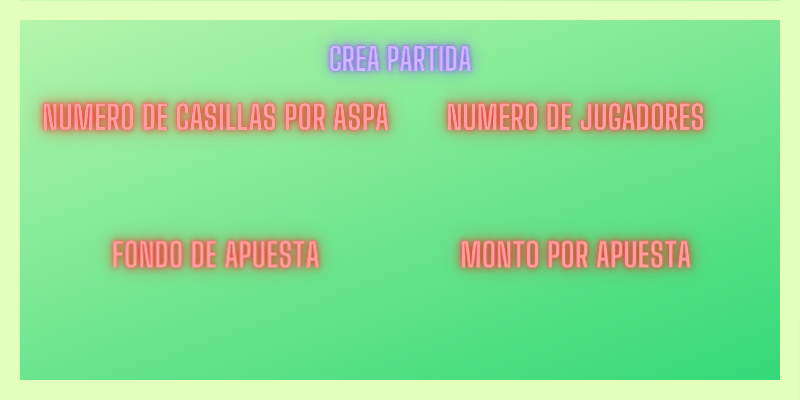 CREA PARTIDA
NUMERO DE CASILLAS POR ASPA
NUMERO DE JUGADORES
FONDO DE APUESTA
MONTO POR APUESTA